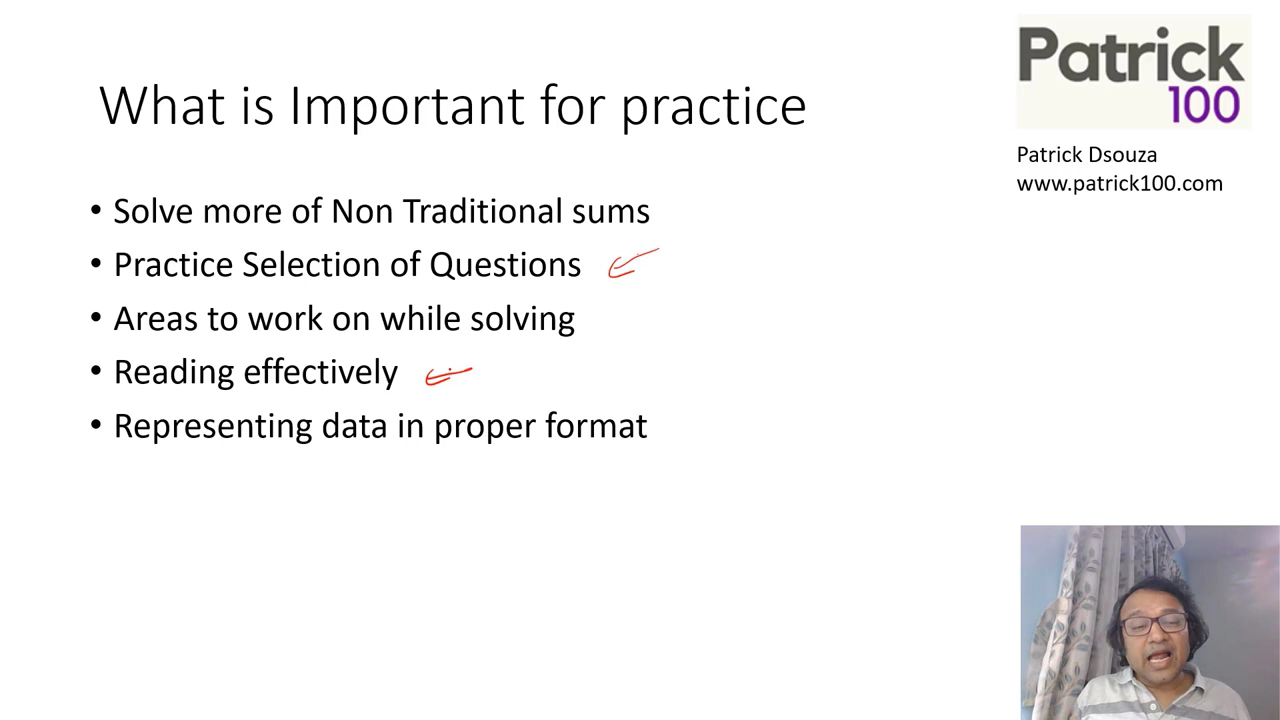 What is Important for practice
Patrick
100
Patrick Dsouza
www.patrick100.com
• Solve more of Non Traditional sums
• Practice Selection of Questions
• Areas to work on while solving
• Reading effectively
• Representing data in proper format